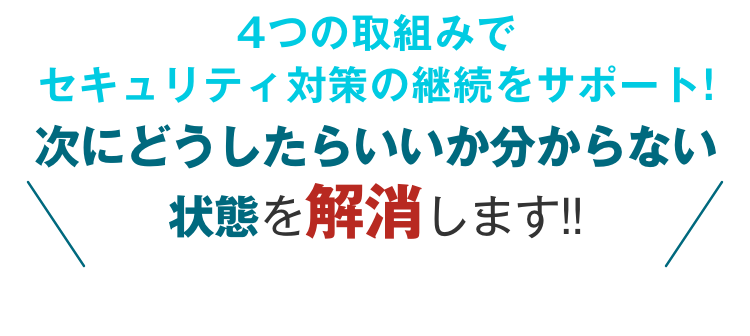 4つの取組みで
セキュリティ対策の継続をサポート!
次にどうしたらいいか分からない
状態を解消します!!